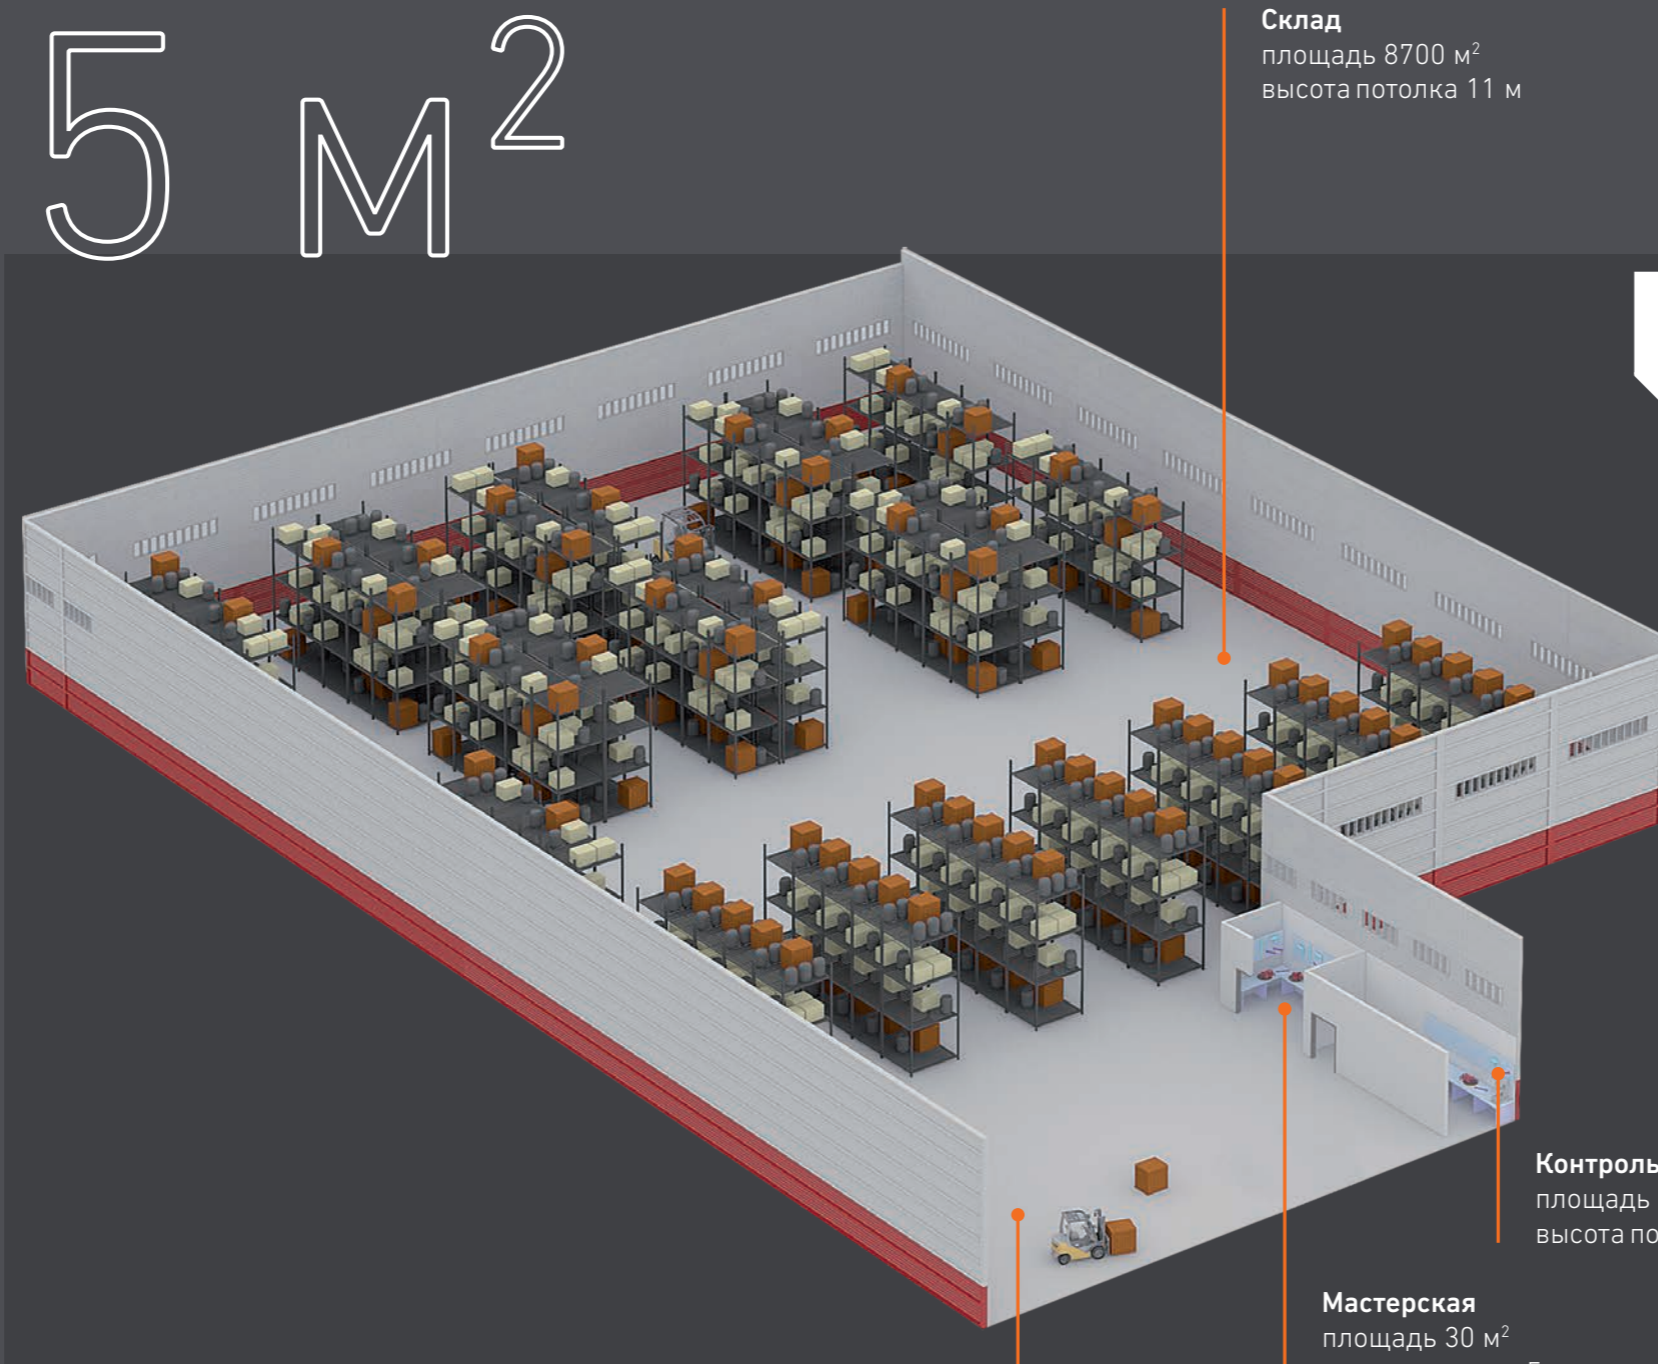 5 м²
Склад
площадь 8700 м²
высота потолка 11 м
площадь
Мастерская
площадь 30 м²